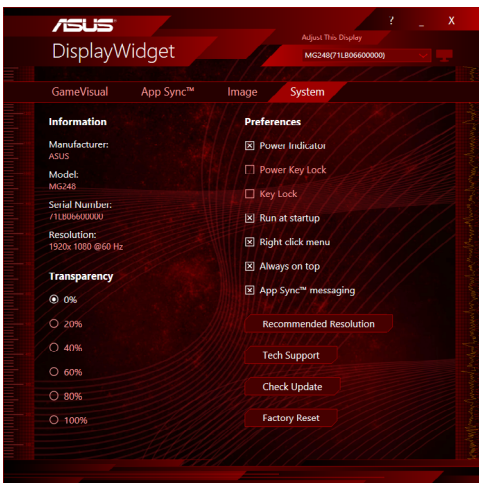 ASUS
? _ X
DisplayWidget
Adjust This Display
MG248(71LB06600000)
GameVisual App Sync™ Image System
Information
Manufacturer:
ASUS
Model:
MG248
Serial Number:
71LB06600000
Resolution:
1920x 1080 @60 Hz
Transparency
0%
20%
40%
60%
80%
100%
Preferences
Power Indicator
Power Key Lock
Key Lock
Run at startup
Right click menu
Always on top
App Sync™ messaging
Recommended Resolution
Tech Support
Check Update
Factory Reset